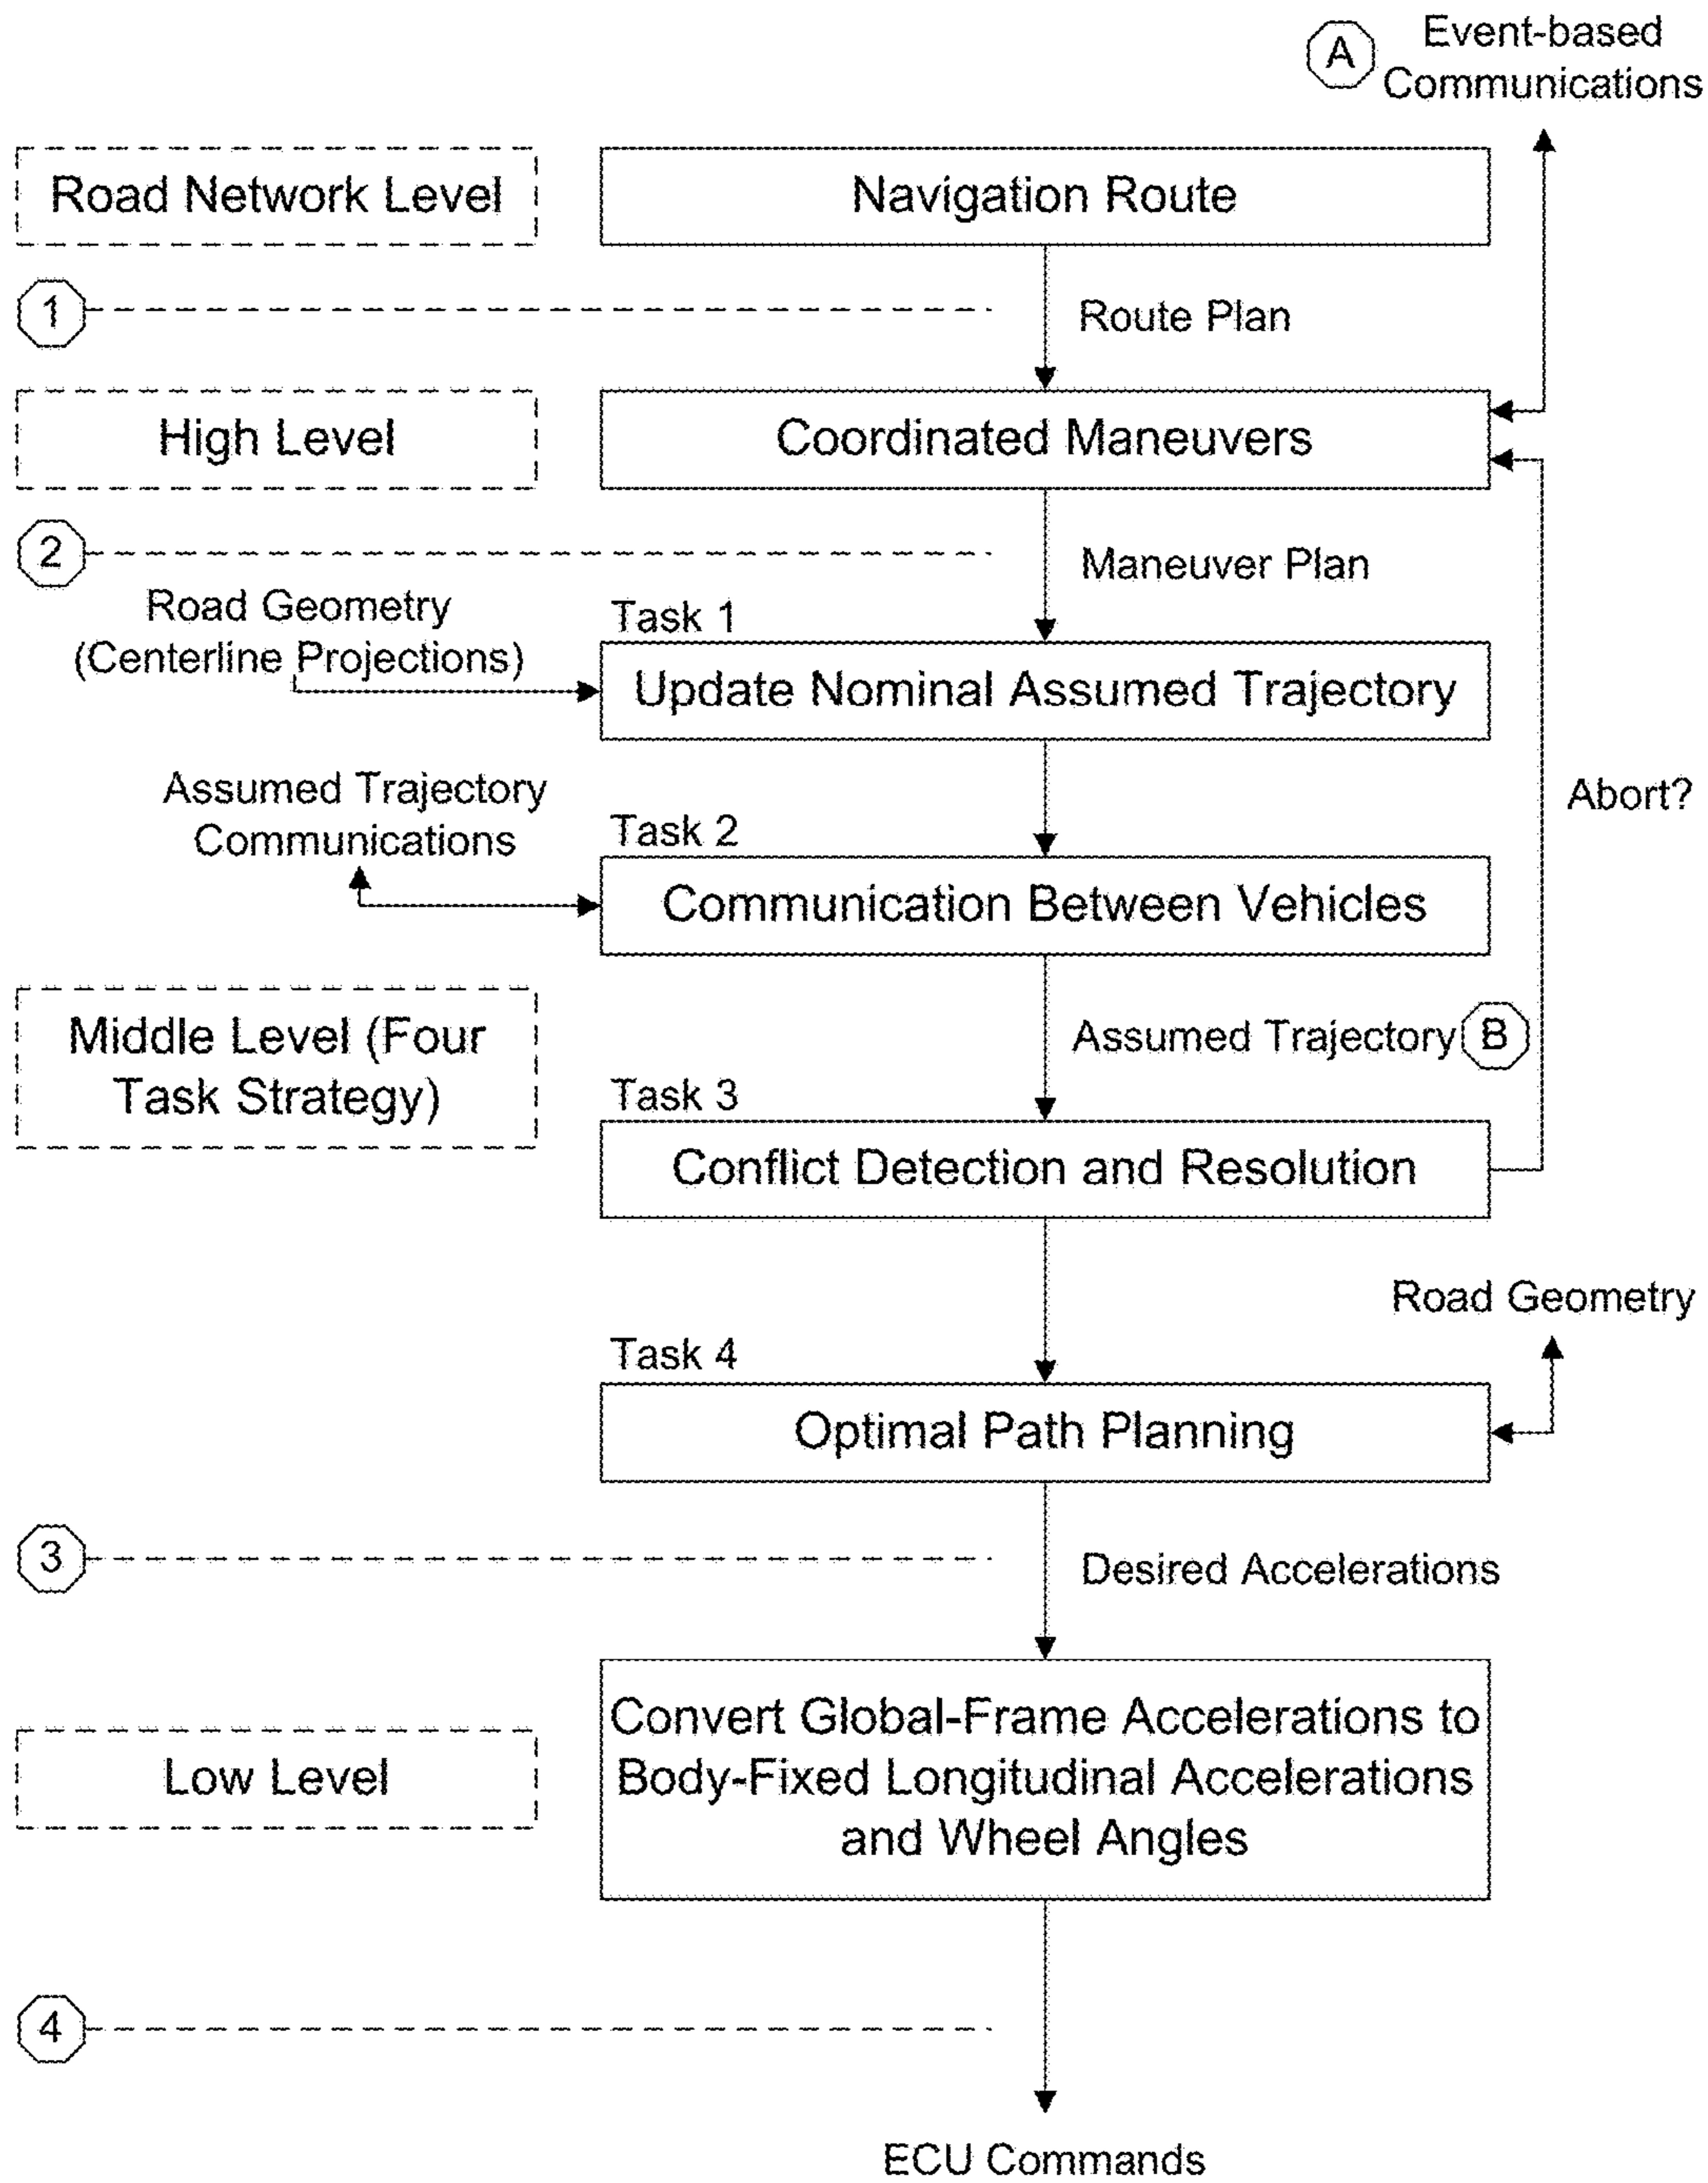 A
Event-based
Communications
Road Network Level
Navigation Route
1
Route Plan
High Level
Coordinated Maneuvers
2
Maneuver Plan
Road Geometry
(Centerline Projections)
Task 1
Update Nominal Assumed Trajectory
Assumed Trajectory
Communications
Abort?
Task 2
Communication Between Vehicles
Middle Level (Four
Task Strategy)
Assumed Trajectory
B
Task 3
Conflict Detection and Resolution
Road Geometry
Task 4
Optimal Path Planning
3
Desired Accelerations
Low Level
Convert Global-Frame Accelerations to
Body-Fixed Longitudinal Accelerations
and Wheel Angles
4
ECU Commands